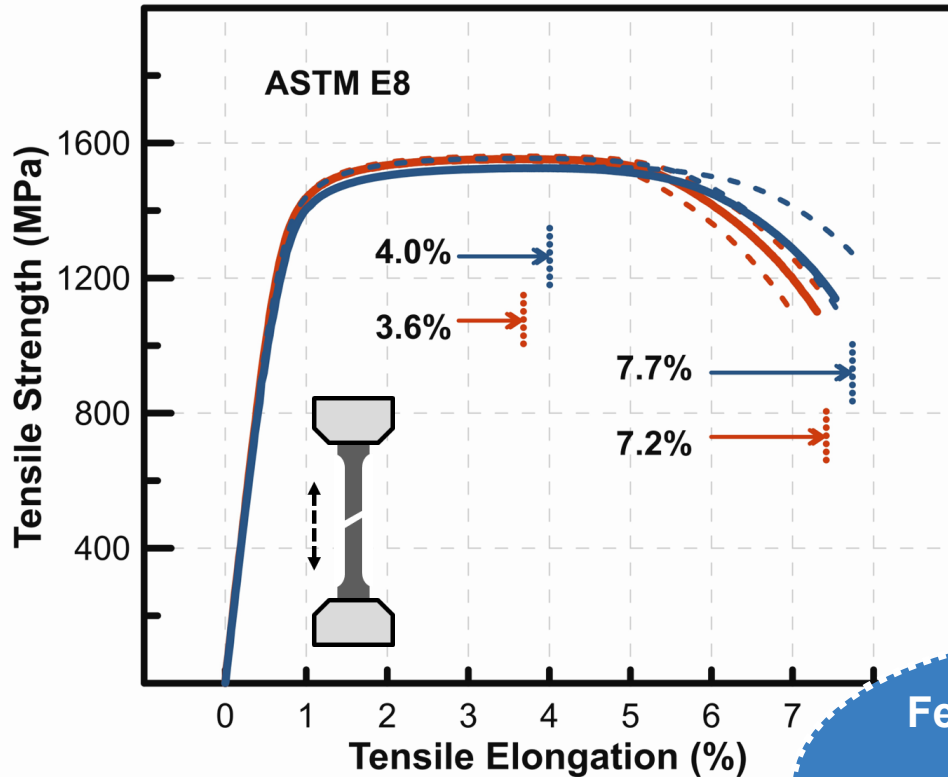 ASTM E8
Tensile Strength (MPa)
1600
1200
800
400
4.0%
3.6%
7.7%
7.2%
0 1 2 3 4 5 6 7
Tensile Elongation (%)
Fe